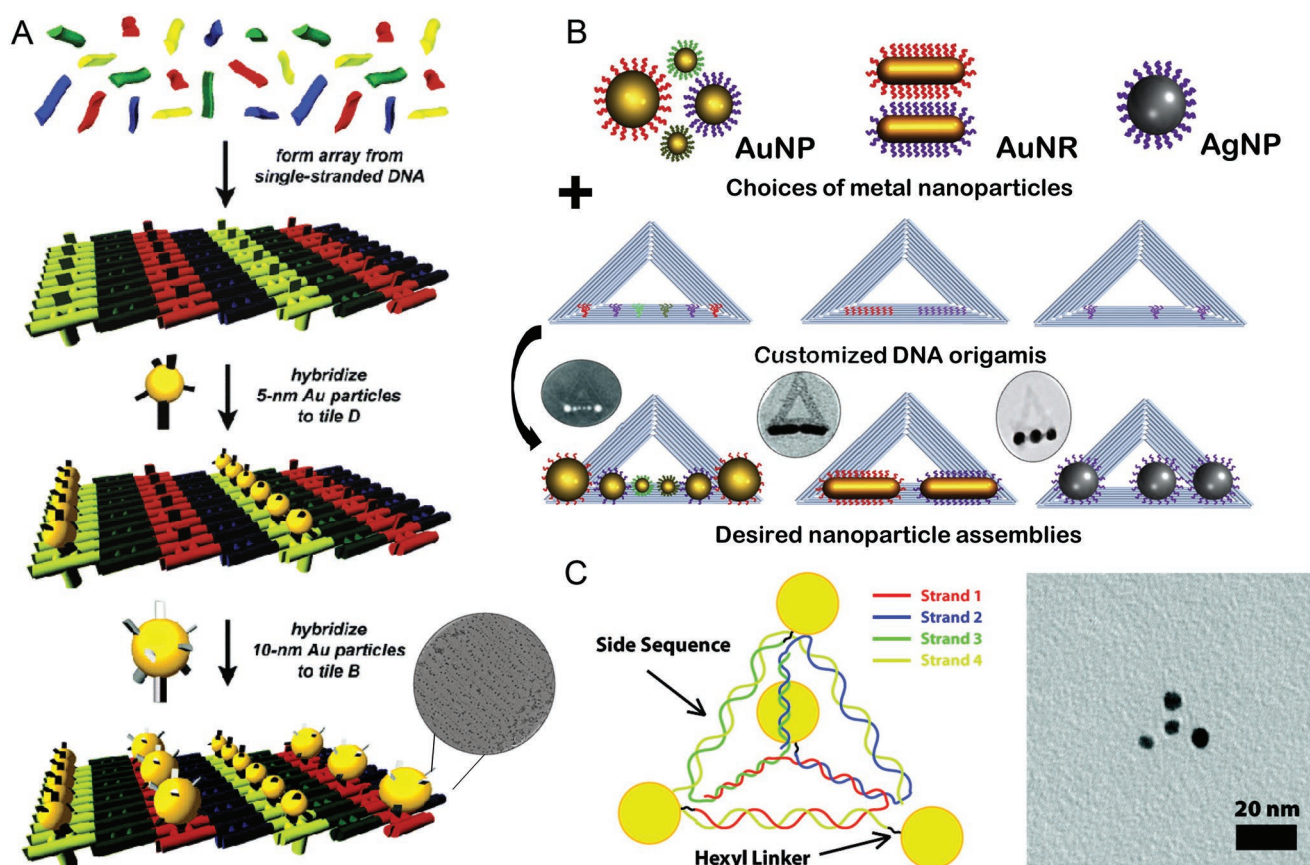 A
form array from
single-stranded DNA
hybridize
5-nm Au particles
to tile D
hybridize
10-nm Au particles
to tile B
B
AuNP
AuNR
AgNP
Choices of metal nanoparticles
+
Customized DNA origamis
Desired nanoparticle assemblies
C
Strand 1
Strand 2
Strand 3
Strand 4
Side Sequence
Hexyl Linker
20 nm